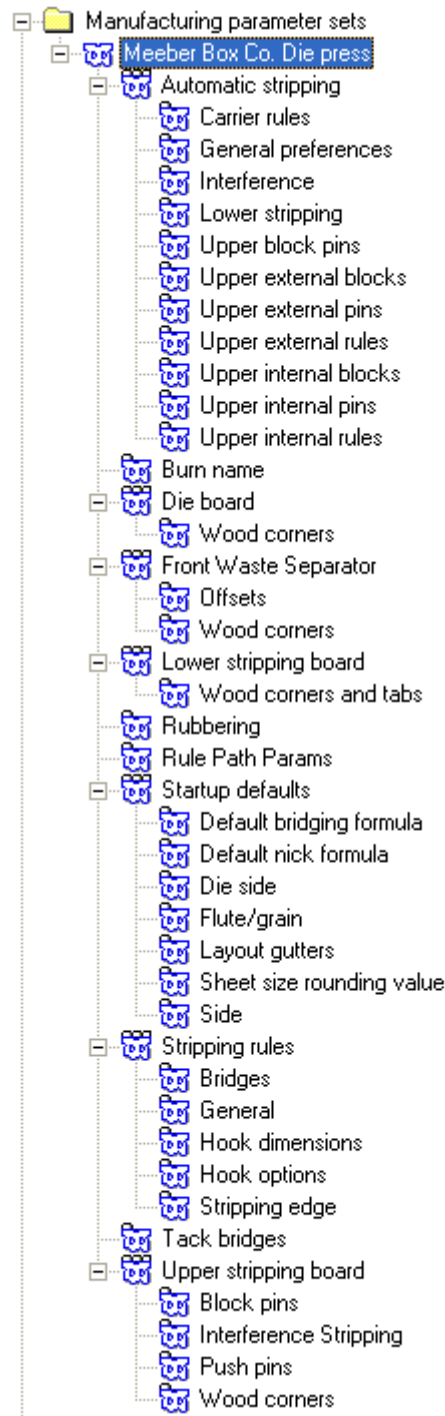 Manufacturing parameter sets
Meeber Box Co. Die press
Automatic stripping
Carrier rules
General preferences
Interference
Lower stripping
Upper block pins
Upper external blocks
Upper external pins
Upper external rules
Upper internal blocks
Upper internal pins
Upper internal rules
Burn name
Die board
Wood corners
Front Waste Separator
Offsets
Wood corners
Lower stripping board
Wood corners and tabs
Rubbering
Rule Path Params
Startup defaults
Default bridging formula
Default nick formula
Die side
Flute/grain
Layout gutters
Sheet size rounding value
Side
Stripping rules
Bridges
General
Hook dimensions
Hook options
Stripping edge
Tack bridges
Upper stripping board
Block pins
Interference Stripping
Push pins
Wood corners